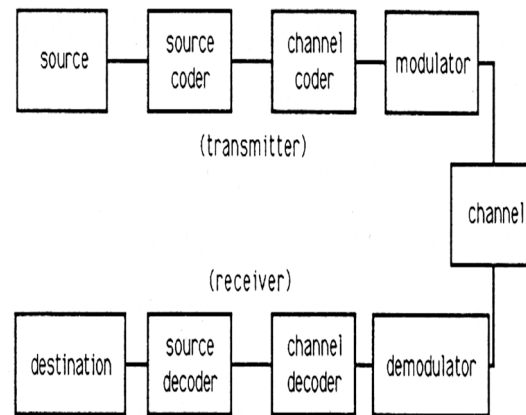 source
source
coder
channel
coder
modulator
(transmitter)
channel
(receiver)
destination
source
decoder
channel
decoder
demodulator